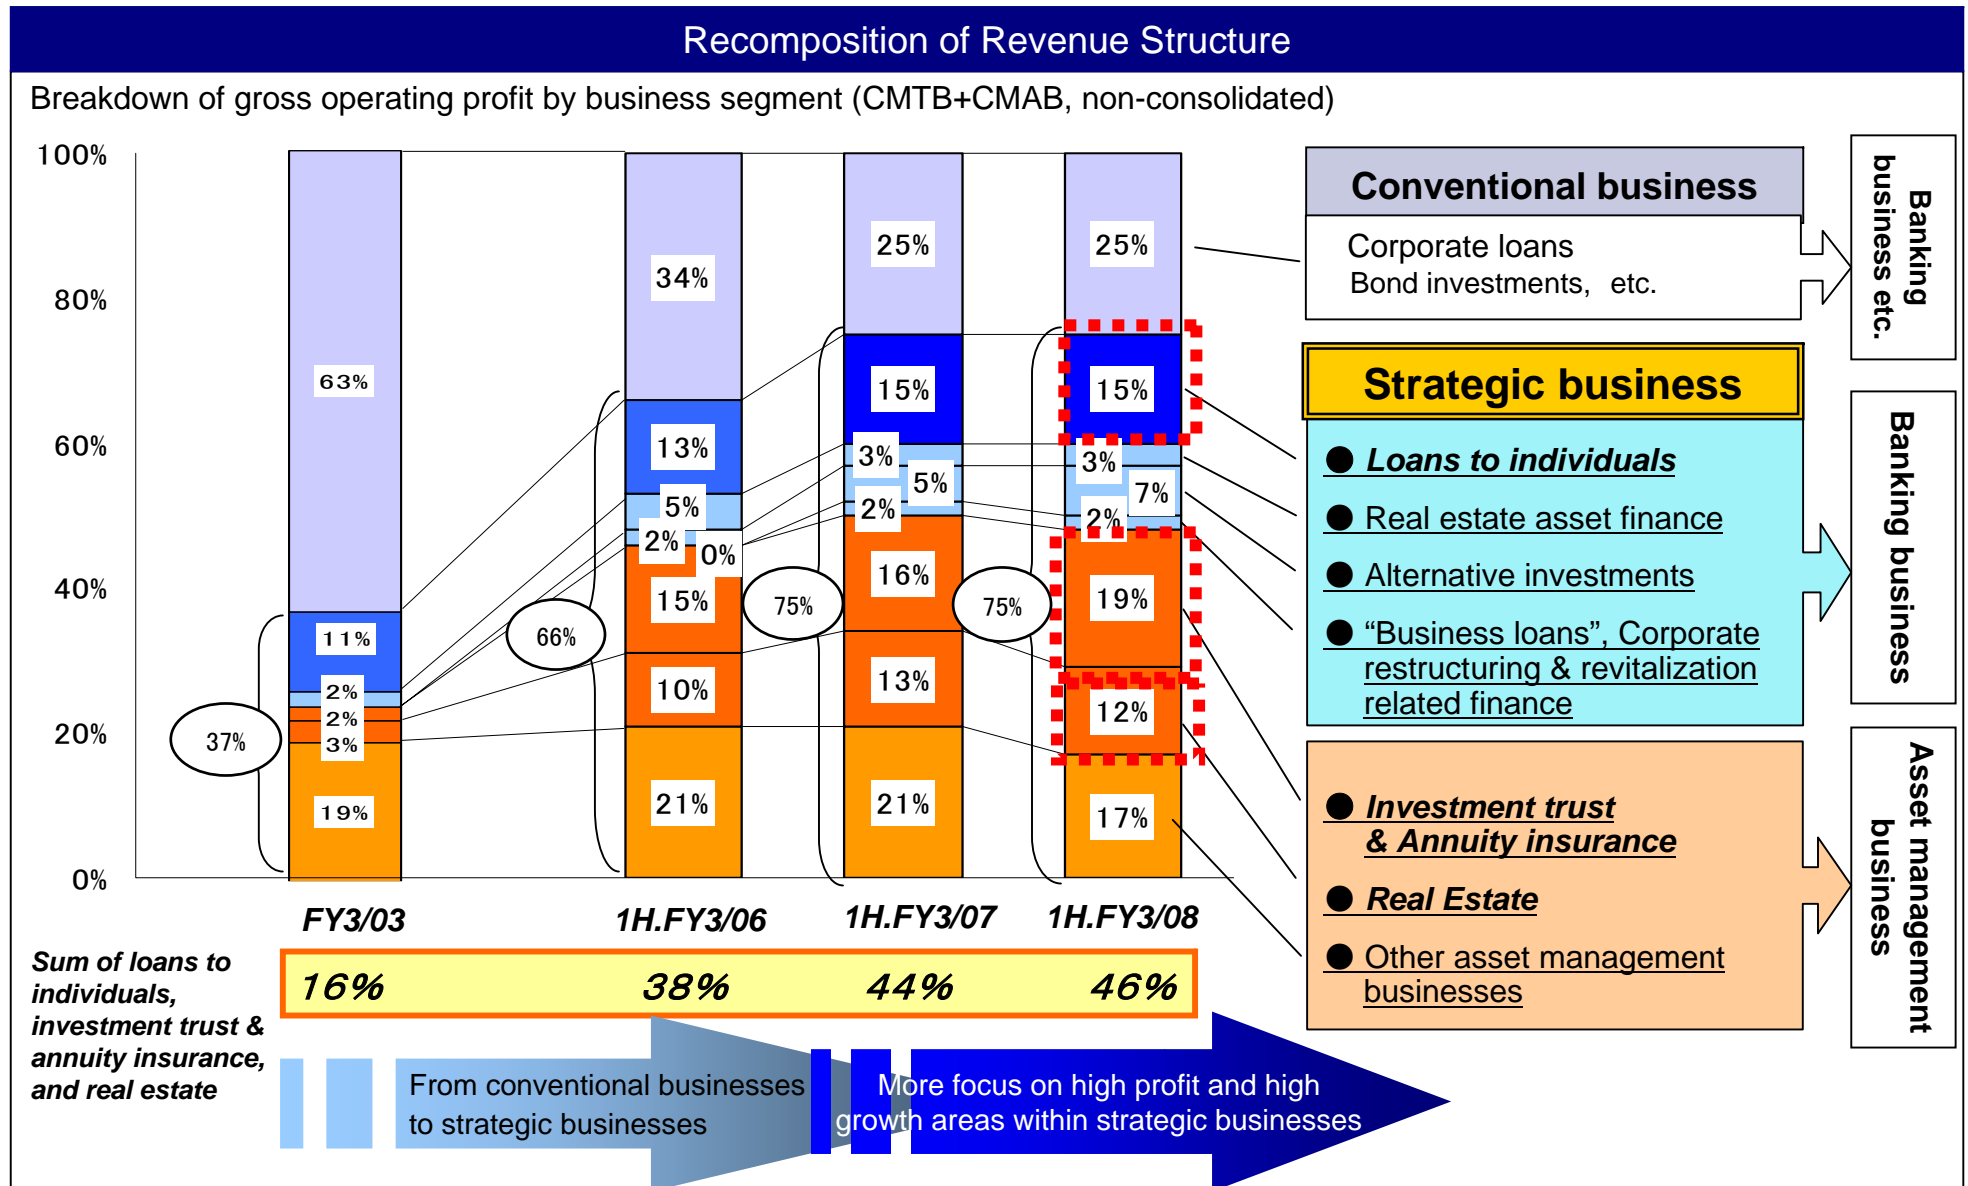 Recomposition of Revenue Structure
Breakdown of gross operating profit by business segment (CMTB+CMAB, non-consolidated)
100%
80%
60%
40%
20%
0%
63%
11%
2%
2%
3%
19%
37%
34%
13%
5%
2%
0%
15%
10%
21%
66%
25%
15%
3%
5%
2%
16%
13%
21%
75%
25%
15%
3%
7%
2%
19%
12%
17%
75%
FY3/03
1H.FY3/06
1H.FY3/07
1H.FY3/08
Conventional business
Corporate loans
Bond investments, etc.
Banking
business etc.
Strategic business
● Loans to individuals
● Real estate asset finance
● Alternative investments
● “Business loans”, Corporate
restructuring & revitalization
related finance
Banking business
● Investment trust
& Annuity insurance
● Real Estate
● Other asset management
businesses
Asset management
business
Sum of loans to
individuals,
investment trust &
annuity insurance,
and real estate
16%
38%
44%
46%
From conventional businesses
to strategic businesses
More focus on high profit and high
growth areas within strategic businesses